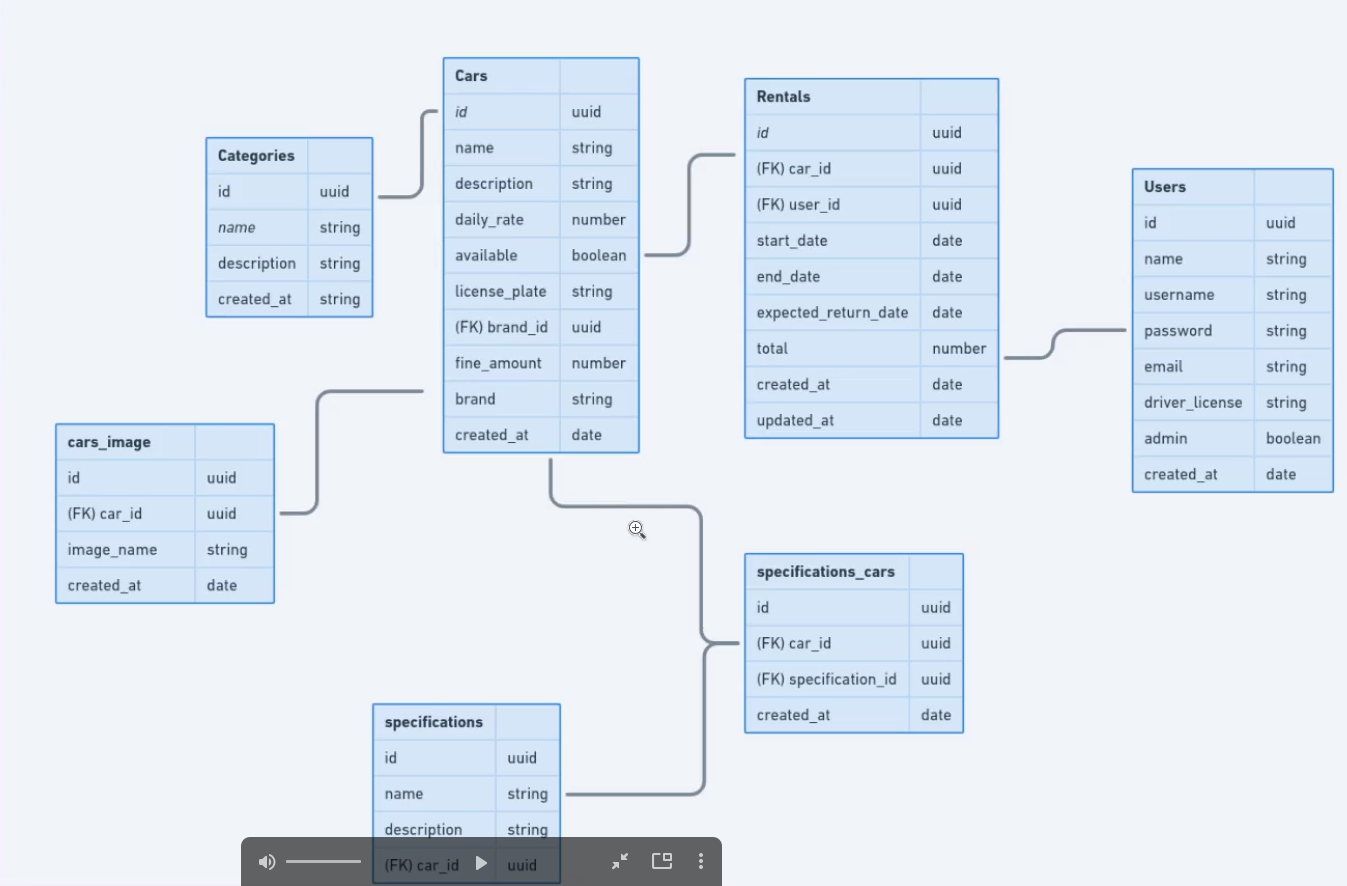 Cars
id uuid
name string
description string
daily_rate number
available boolean
license_plate string
(FK) brand_id uuid
fine_amount number
brand string
created_at date
Rentals
id uuid
(FK) car_id uuid
(FK) user_id uuid
start_date date
end_date date
expected_return_date date
total number
created_at date
updated_at date
Categories
id uuid
name string
description string
created_at string
Users
id uuid
name string
username string
password string
email string
driver_license string
admin boolean
created_at date
cars_image
id uuid
(FK) car_id uuid
image_name string
created_at date
specifications_cars
id uuid
(FK) car_id uuid
(FK) specification_id uuid
created_at date
specifications
id uuid
name string
description string
(FK) car_id uuid